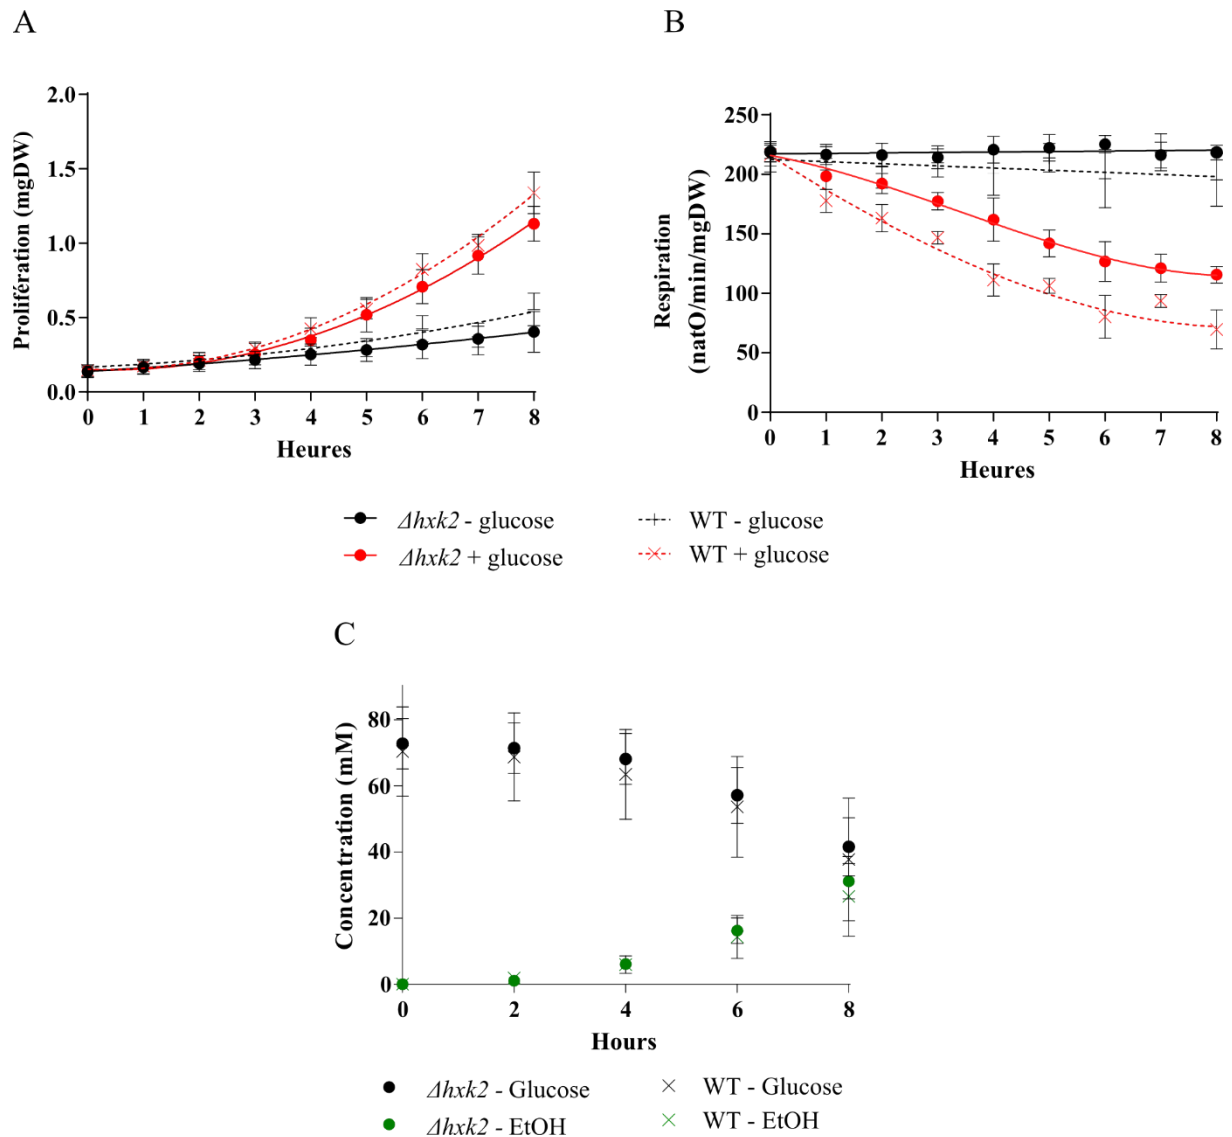 A
B
Prolifération (mgDW)
2.0
1.5
1.0
0.5
0.0
0 1 2 3 4 5 6 7 8
Heures
Respiration
(natO/min/mgDW)
250
200
150
100
50
0
0 1 2 3 4 5 6 7 8
Heures
Δhxk2 - glucose
WT - glucose
Δhxk2 + glucose
WT + glucose
C
Concentration (mM)
80
60
40
20
0
0 2 4 6 8
Hours
Δhxk2 - Glucose
WT - Glucose
Δhxk2 - EtOH
WT - EtOH